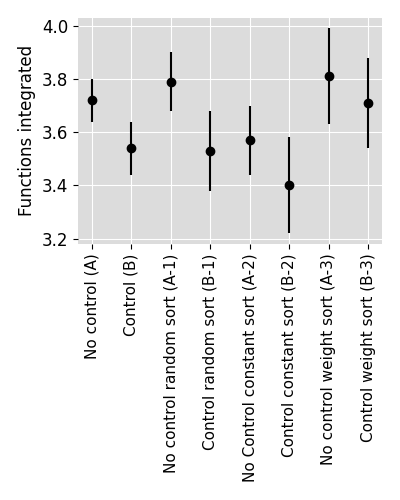 Functions integrated
4.0
3.8
3.6
3.4
3.2
No control (A)
Control (B)
No control random sort (A-1)
Control random sort (B-1)
No Control constant sort (A-2)
Control constant sort (B-2)
No control weight sort (A-3)
Control weight sort (B-3)